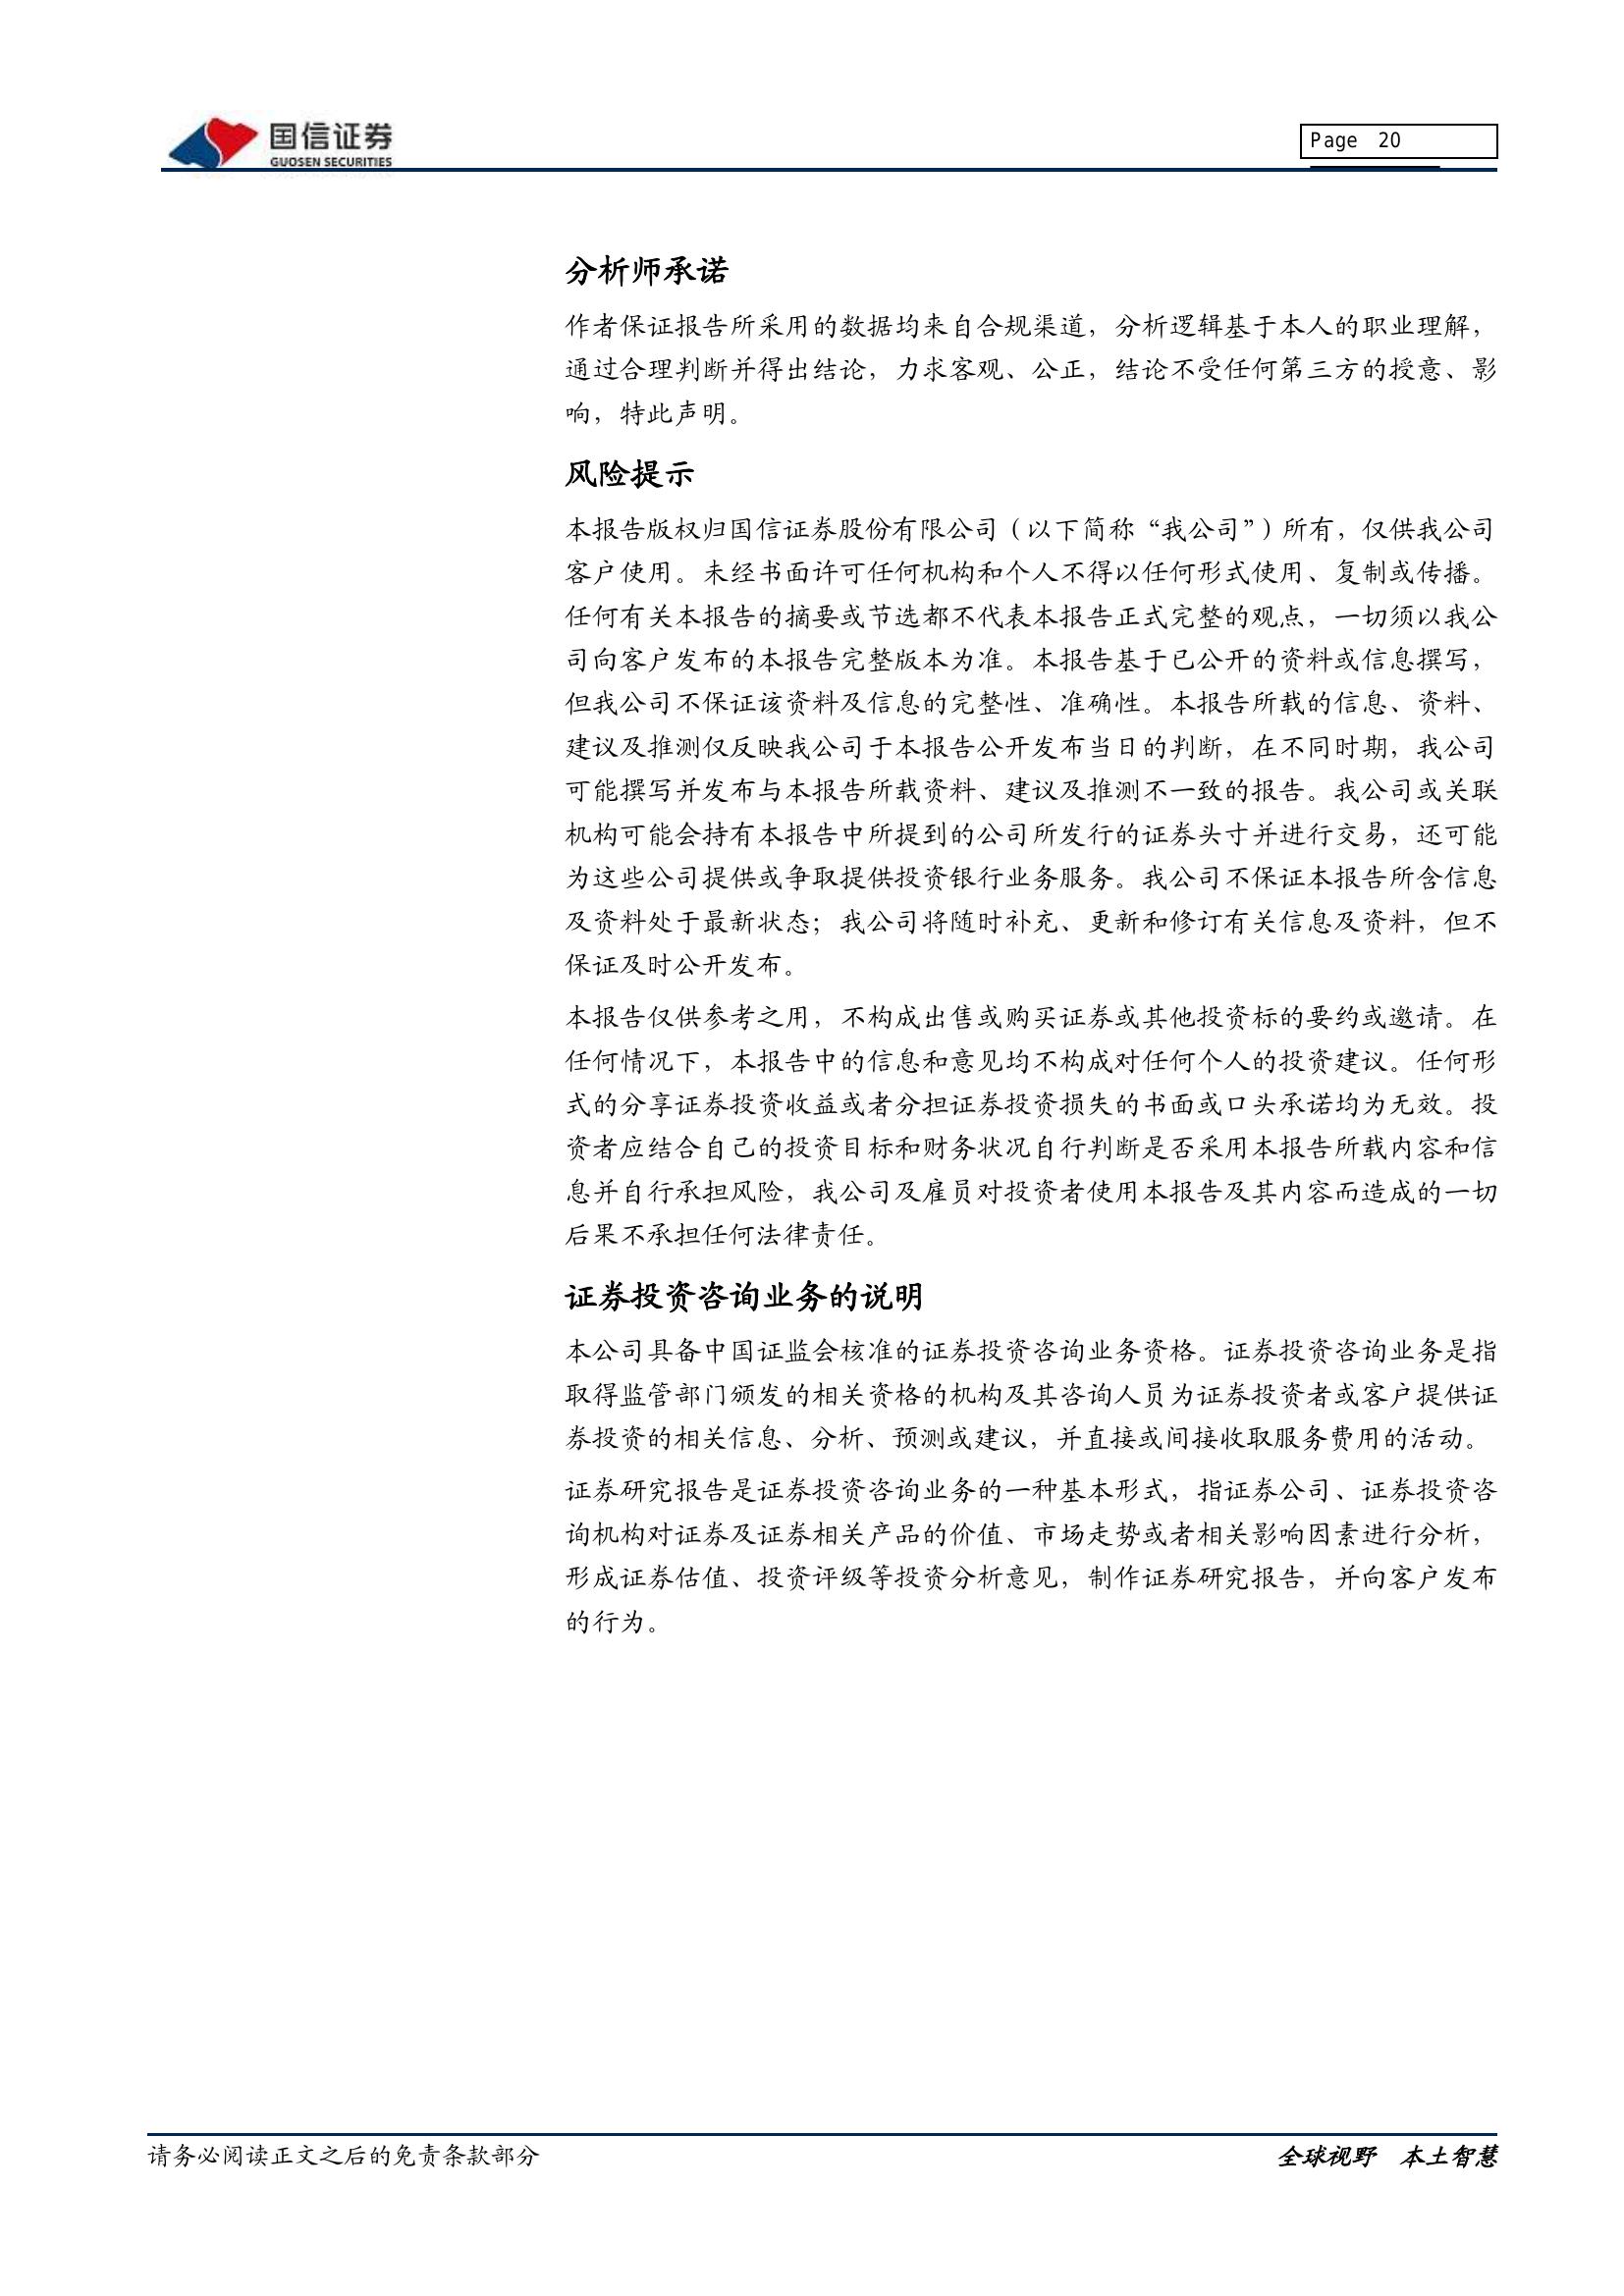 国信证券
GUOSEN SECURITIES
Page 20
分析师承诺
作者保证报告所采用的数据均来自合规渠道，分析逻辑基于本人的职业理解，
通过合理判断并得出结论，力求客观、公正，结论不受任何第三方的授意、影
响，特此声明。
风险提示
本报告版权归国信证券股份有限公司（以下简称“我公司”）所有，仅供我公司
客户使用。未经书面许可任何机构和个人不得以任何形式使用、复制或传播。
任何有关本报告的摘要或节选都不代表本报告正式完整的观点，一切须以我公
司向客户发布的本报告完整版本为准。本报告基于已公开的资料或信息撰写，
但我公司不保证该资料及信息的完整性、准确性。本报告所载的信息、资料、
建议及推测仅反映我公司于本报告公开发布当日的判断，在不同时期，我公司
可能撰写并发布与本报告所载资料、建议及推测不一致的报告。我公司或关联
机构可能会持有本报告中所提到的公司所发行的证券头寸并进行交易，还可能
为这些公司提供或争取提供投资银行业务服务。我公司不保证本报告所含信息
及资料处于最新状态；我公司将随时补充、更新和修订有关信息及资料，但不
保证及时公开发布。
本报告仅供参考之用，不构成出售或购买证券或其他投资标的要约或邀请。在
任何情况下，本报告中的信息和意见均不构成对任何个人的投资建议。任何形
式的分享证券投资收益或者分担证券投资损失的书面或口头承诺均为无效。投
资者应结合自己的投资目标和财务状况自行判断是否采用本报告所载内容和信
息并自行承担风险，我公司及雇员对投资者使用本报告及其内容而造成的一切
后果不承担任何法律责任。
证券投资咨询业务的说明
本公司具备中国证监会核准的证券投资咨询业务资格。证券投资咨询业务是指
取得监管部门颁发的相关资格的机构及其咨询人员为证券投资者或客户提供证
券投资的相关信息、分析、预测或建议，并直接或间接收取服务费用的活动。
证券研究报告是证券投资咨询业务的一种基本形式，指证券公司、证券投资咨
询机构对证券及证券相关产品的价值、市场走势或者相关影响因素进行分析，
形成证券估值、投资评级等投资分析意见，制作证券研究报告，并向客户发布
的行为。
请务必阅读正文之后的免责条款部分
全球视野 本土智慧